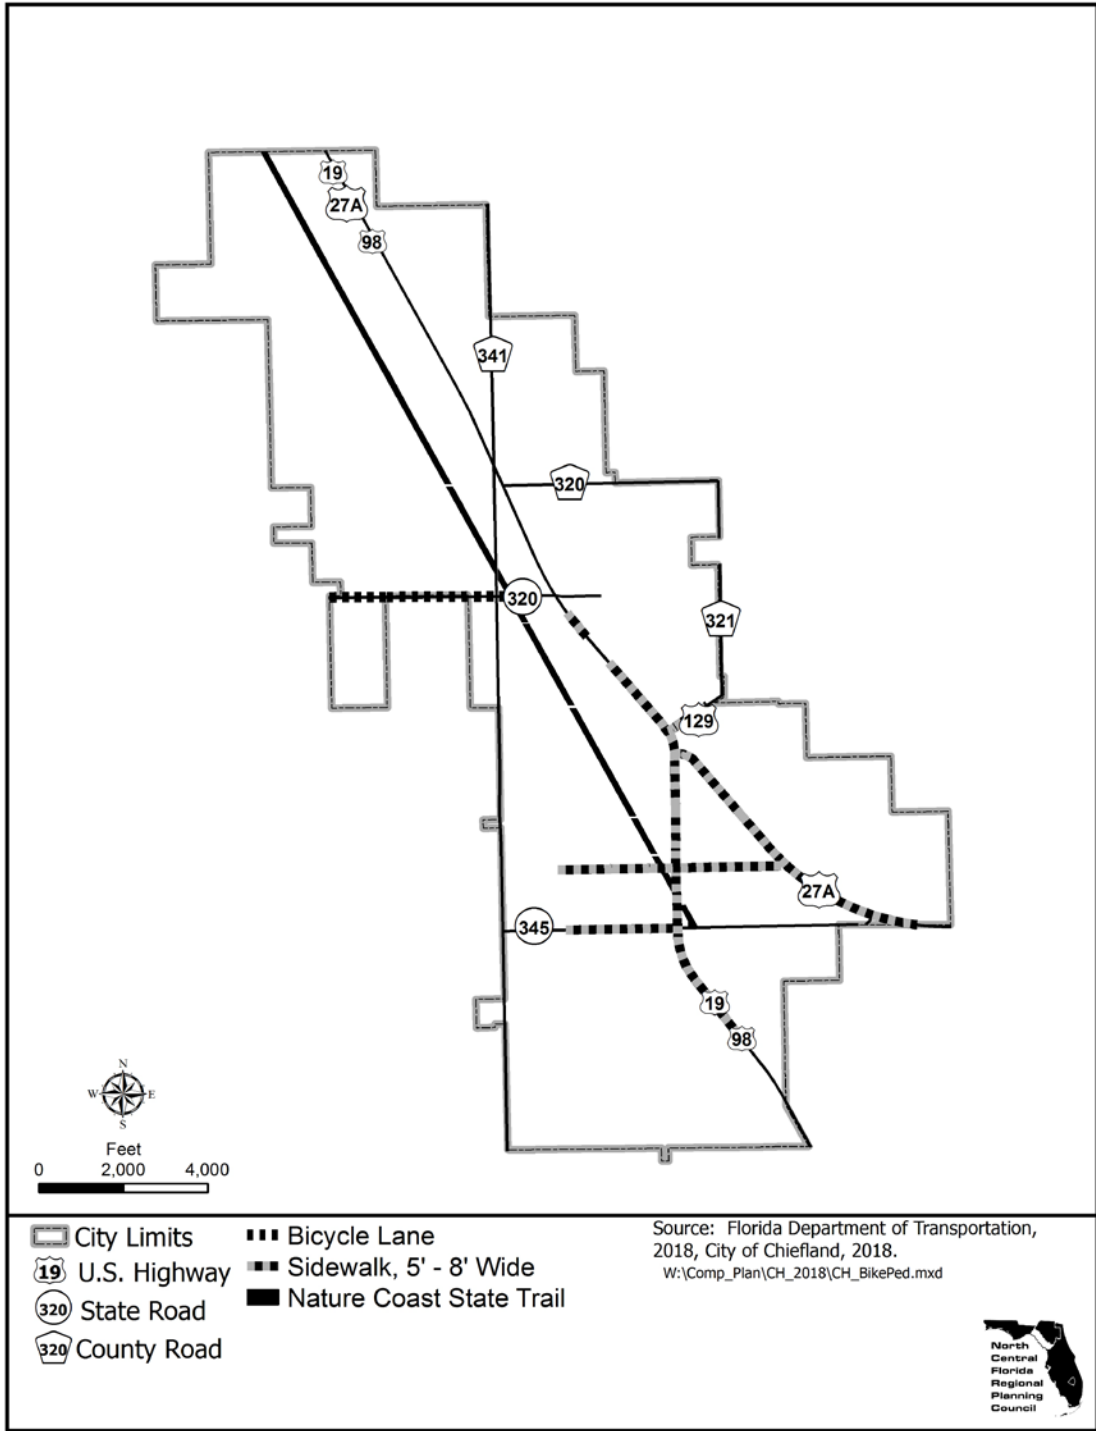 19
27A
98
341
320
320
321
129
27A
345
19
98
N
W E
S
Feet
0 2,000 4,000
City Limits
19 U.S. Highway
320 State Road
320 County Road
Bicycle Lane
Sidewalk, 5' - 8' Wide
Nature Coast State Trail
Source: Florida Department of Transportation,
2018, City of Chiefland, 2018.
W:\Comp_Plan\CH_2018\CH_BikePed.mxd
North
Central
Florida
Regional
Planning
Council